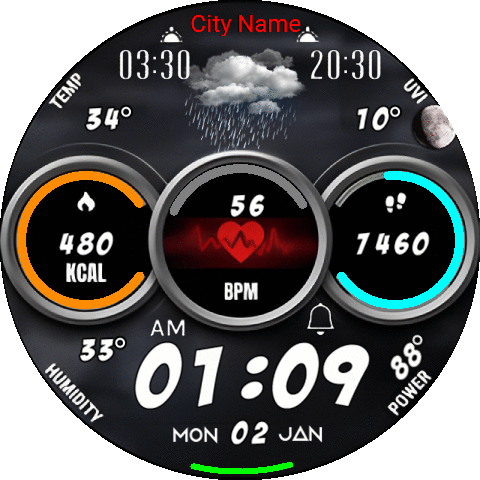 City Name
03:30
20:30
TEMP
34°
UVI
10°
480
KCAL
56
BPM
7460
33°
HUMIDITY
AM
01:09
88°
POWER
MON 02 JAN